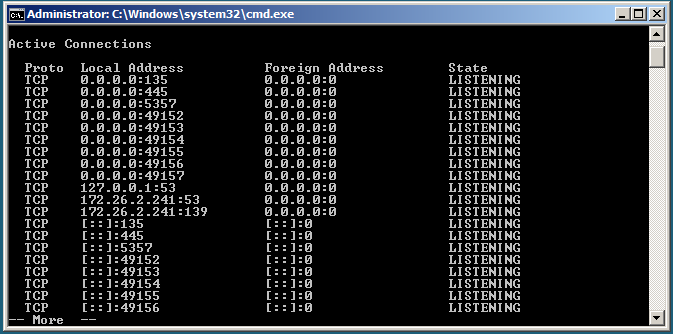 Administrator: C:\Windows\system32\cmd.exe
Active Connections
Proto  Local Address          Foreign Address        State
TCP    0.0.0.0:135            0.0.0.0:0              LISTENING
TCP    0.0.0.0:445            0.0.0.0:0              LISTENING
TCP    0.0.0.0:5357           0.0.0.0:0              LISTENING
TCP    0.0.0.0:49152          0.0.0.0:0              LISTENING
TCP    0.0.0.0:49153          0.0.0.0:0              LISTENING
TCP    0.0.0.0:49154          0.0.0.0:0              LISTENING
TCP    0.0.0.0:49155          0.0.0.0:0              LISTENING
TCP    0.0.0.0:49156          0.0.0.0:0              LISTENING
TCP    0.0.0.0:49157          0.0.0.0:0              LISTENING
TCP    127.0.0.1:53           0.0.0.0:0              LISTENING
TCP    172.26.2.241:53        0.0.0.0:0              LISTENING
TCP    172.26.2.241:139       0.0.0.0:0              LISTENING
TCP    [::]:135               [::]:0                 LISTENING
TCP    [::]:445               [::]:0                 LISTENING
TCP    [::]:5357              [::]:0                 LISTENING
TCP    [::]:49152             [::]:0                 LISTENING
TCP    [::]:49153             [::]:0                 LISTENING
TCP    [::]:49154             [::]:0                 LISTENING
TCP    [::]:49155             [::]:0                 LISTENING
TCP    [::]:49156             [::]:0                 LISTENING
-- More  --